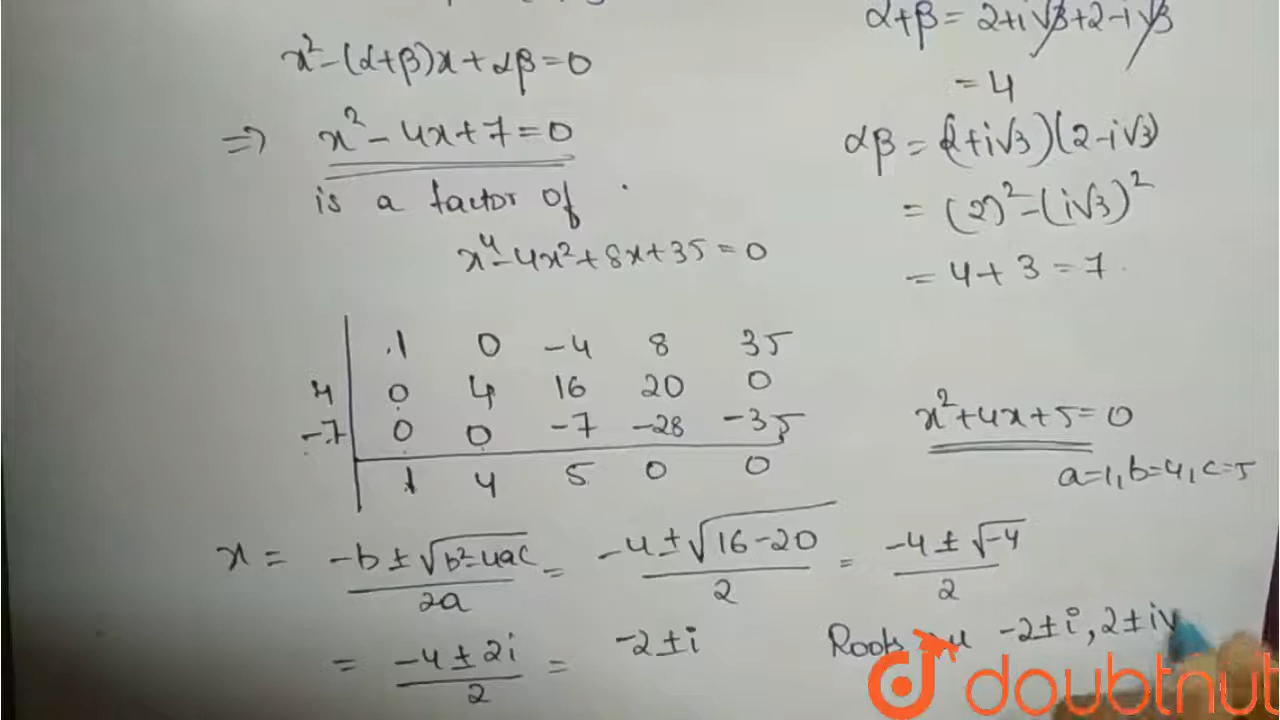 α+β = 2+i√3+2-i√3
x²-(α+β)x+αβ=0
= 4
⇒ x²-4x+7=0
αβ = (2+i√3)(2-i√3)
is a factor of
= (2)²-(i√3)²
x⁴-4x²+8x+35=0
= 4+3=7
1 0 -4 8 35
4 0 4 16 20 0
-7 0 0 -7 -28 -35
1 4 5 0 0
x²+4x+5=0
a=1, b=4, c=5
x = (-b±√(b²-4ac))/2a = (-4±√(16-20))/2 = (-4±√-4)/2
= (-4±2i)/2 = -2±i
Roots -2±i, 2±i√
doubtnut